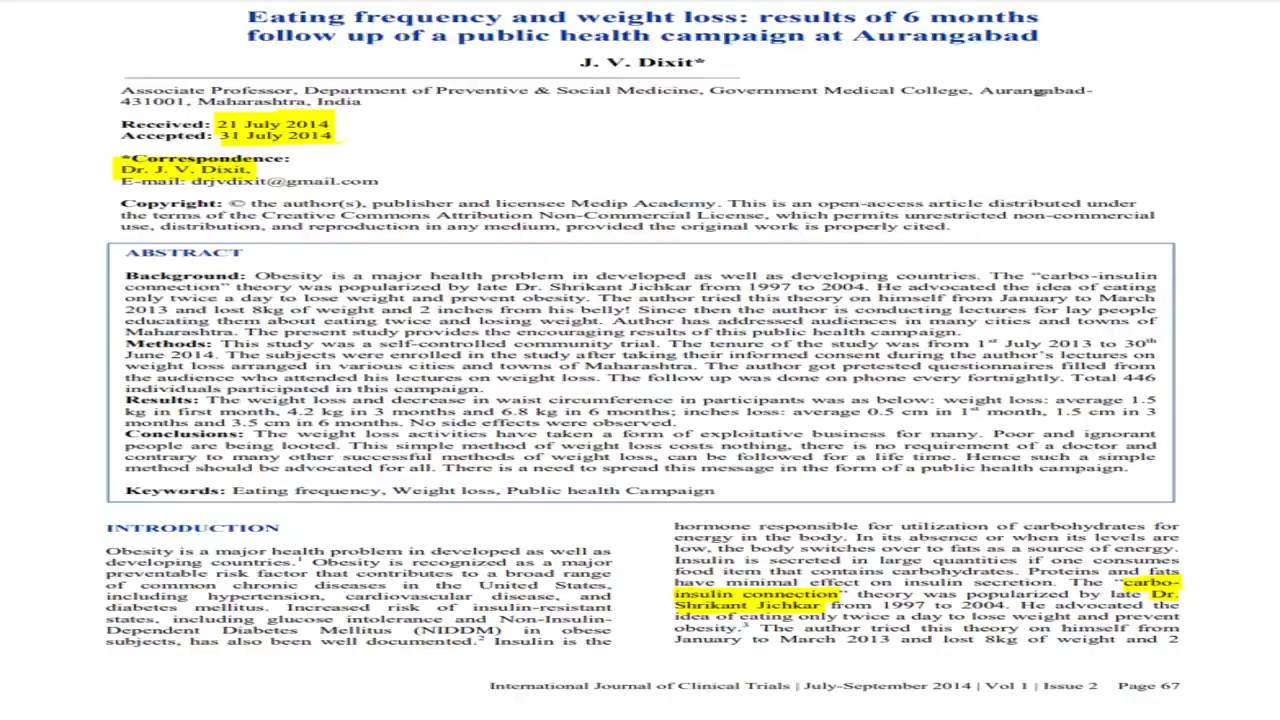 Eating frequency and weight loss: results of 6 months
follow up of a public health campaign at Aurangabad
J. V. Dixit*
Associate Professor, Department of Preventive & Social Medicine, Government Medical College, Aurangabad-
431001, Maharashtra, India
Received: 21 July 2014
Accepted: 31 July 2014
*Correspondence:
Dr. J. V. Dixit,
E-mail: drjvdixit@gmail.com
Copyright: © the author(s), publisher and licensee Medip Academy. This is an open-access article distributed under
the terms of the Creative Commons Attribution Non-Commercial License, which permits unrestricted non-commercial
use, distribution, and reproduction in any medium, provided the original work is properly cited.
ABSTRACT
Background: Obesity is a major health problem in developed as well as developing countries. The “carbo-insulin
connection” theory was popularized by late Dr. Shrikant Jichkar from 1997 to 2004. He advocated the idea of eating
only twice a day to lose weight and prevent obesity. The author tried this theory on himself from January to March
2013 and lost 8kg of weight and 2 inches from his belly! Since then the author is conducting lectures for lay people
educating them about eating twice and losing weight. Author has addressed audiences in many cities and towns of
Maharashtra. The present study provides the encouraging results of this public health campaign.
Methods: This study was a self-controlled community trial. The tenure of the study was from 1st July 2013 to 30th
June 2014. The subjects were enrolled in the study after taking their informed consent during the author’s lectures on
weight loss arranged in various cities and towns of Maharashtra. The author got pretested questionnaires filled from
the audience who attended his lectures on weight loss. The follow up was done on phone every fortnightly. Total 446
individuals participated in this campaign.
Results: The weight loss and decrease in waist circumference in participants was as below: weight loss: average 1.5
kg in first month, 4.2 kg in 3 months and 6.8 kg in 6 months; inches loss: average 0.5 cm in 1st month, 1.5 cm in 3
months and 3.5 cm in 6 months. No side effects were observed.
Conclusions: The weight loss activities have taken a form of exploitative business for many. Poor and ignorant
people are being looted. This simple method of weight loss costs nothing, there is no requirement of a doctor and
contrary to many other successful methods of weight loss, can be followed for a life time. Hence such a simple
method should be advocated for all. There is a need to spread this message in the form of a public health campaign.
Keywords: Eating frequency, Weight loss, Public health Campaign
INTRODUCTION
Obesity is a major health problem in developed as well as
developing countries.1 Obesity is recognized as a major
preventable risk factor that contributes to a broad range
of common chronic diseases in the United States,
including hypertension, cardiovascular disease, and
diabetes mellitus. Increased risk of insulin-resistant
states, including glucose intolerance and Non-Insulin-
Dependent Diabetes Mellitus (NIDDM) in obese
subjects, has also been well documented.2 Insulin is the
hormone responsible for utilization of carbohydrates for
energy in the body. In its absence or when its levels are
low, the body switches over to fats as a source of energy.
Insulin is secreted in large quantities if one consumes
food item that contains carbohydrates. Proteins and fats
have minimal effect on insulin secretion. The “carbo-
insulin connection” theory was popularized by late Dr.
Shrikant Jichkar from 1997 to 2004. He advocated the
idea of eating only twice a day to lose weight and prevent
obesity.3 The author tried this theory on himself from
January to March 2013 and lost 8kg of weight and 2
International Journal of Clinical Trials | July-September 2014 | Vol 1 | Issue 2 Page 67